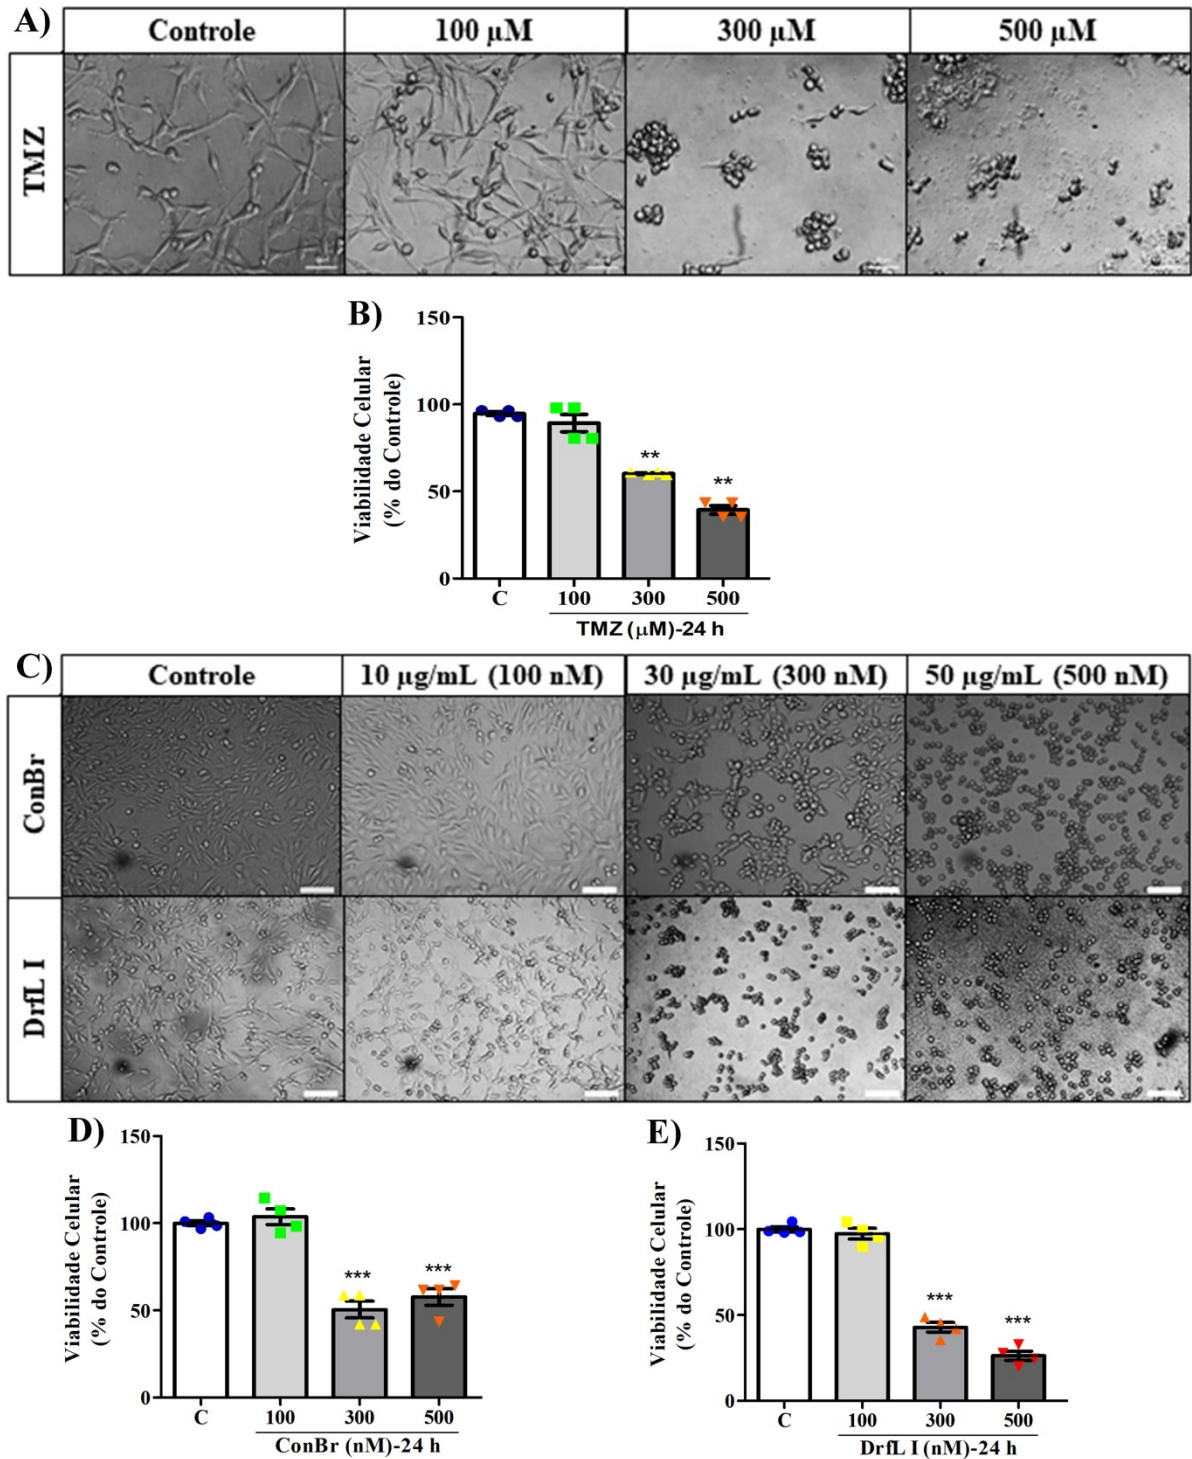 A)
Controle 100 μM 300 μM 500 μM
TMZ
B)
Viabilidade Celular
(% do Controle)
150
100
50
0
** **
C 100 300 500
TMZ (μM)-24 h
C)
Controle 10 μg/mL (100 nM) 30 μg/mL (300 nM) 50 μg/mL (500 nM)
ConBr
DrfL I
D)
Viabilidade Celular
(% do Controle)
150
100
50
0
*** ***
C 100 300 500
ConBr (nM)-24 h
E)
Viabilidade Celular
(% do Controle)
150
100
50
0
*** ***
C 100 300 500
DrfL I (nM)-24 h